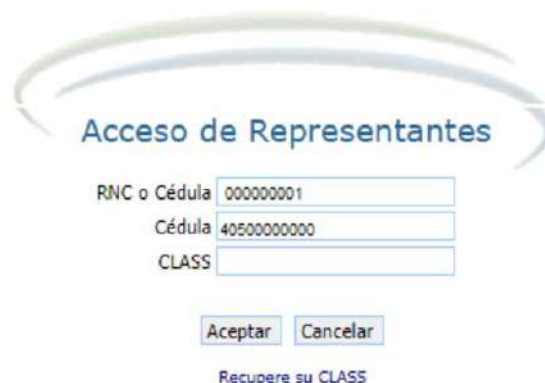 Acceso de Representantes
RNC o Cédula 000000001
Cédula 40500000000
CLASS
Aceptar Cancelar
Recupere su CLASS